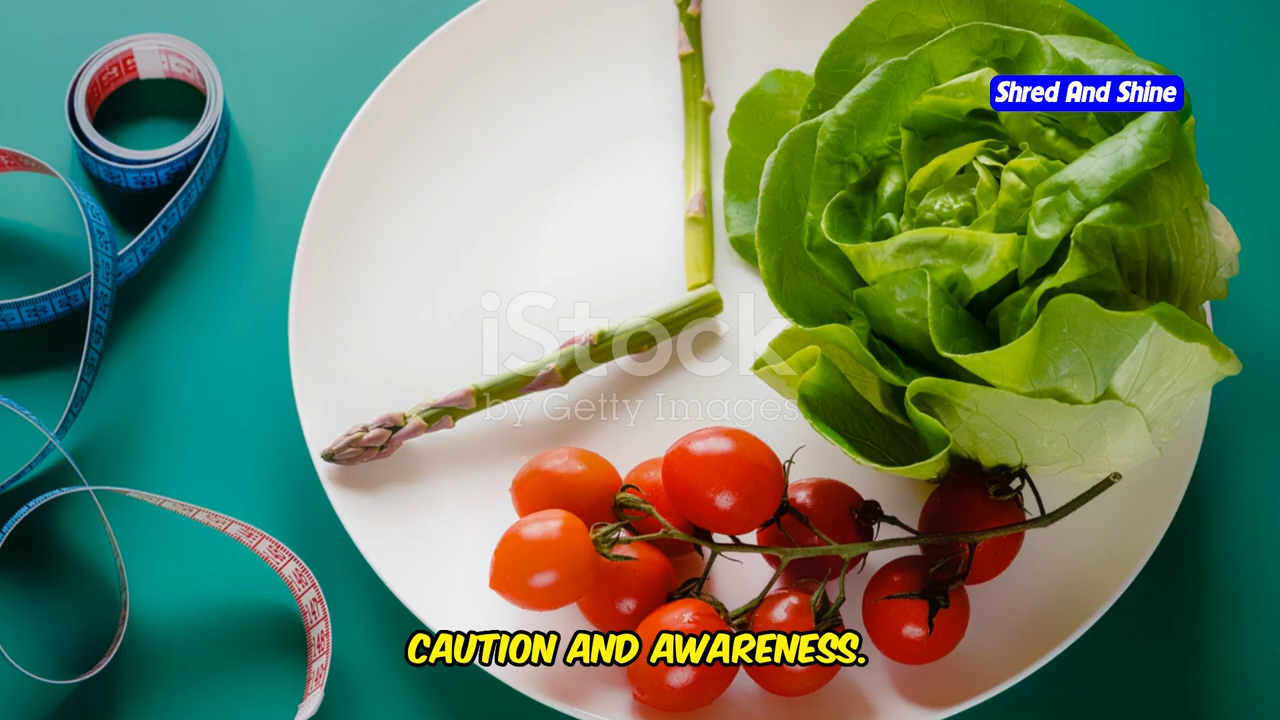 Shred And Shine
iStock
by Getty Images
CAUTION AND AWARENESS.